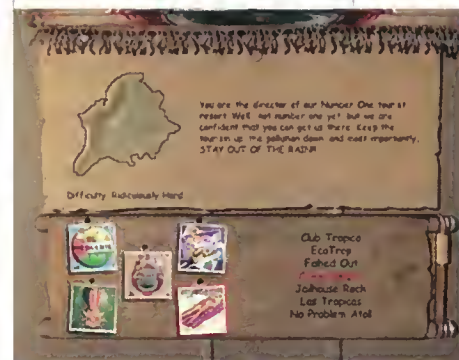 You are the director of our Number One tourist
resort. Well, not number one yet, but we are
confident that you can get us there. Keep the
tourism up, the pollution down and most importantly,
STAY OUT OF THE RAIN!!
Difficulty: Ridiculously Hard
Club Tropico
EcoTrop
Fished Out
Jailhouse Rock
Las Tropicas
No Problem Atoll